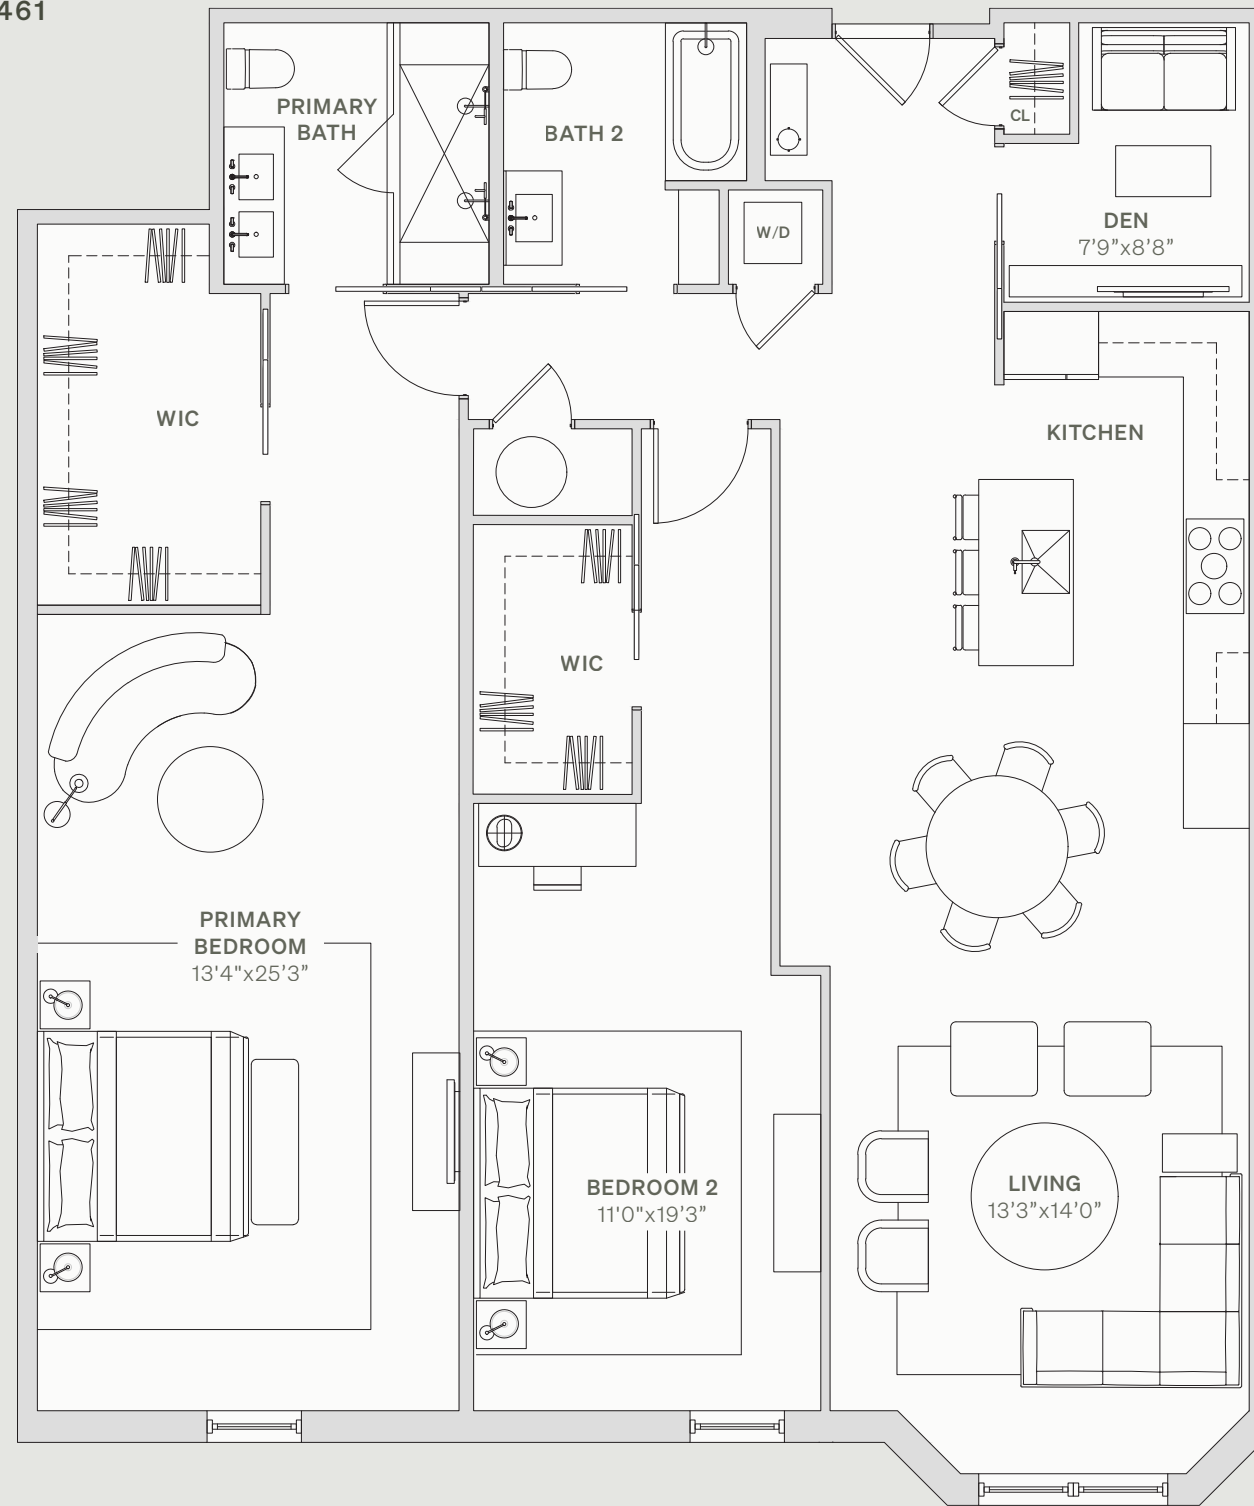 461
PRIMARY
BATH
BATH 2
CL
W/D
DEN
7'9"x8'8"
WIC
KITCHEN
WIC
PRIMARY
BEDROOM
13'4"x25'3"
BEDROOM 2
11'0"x19'3"
LIVING
13'3"x14'0"